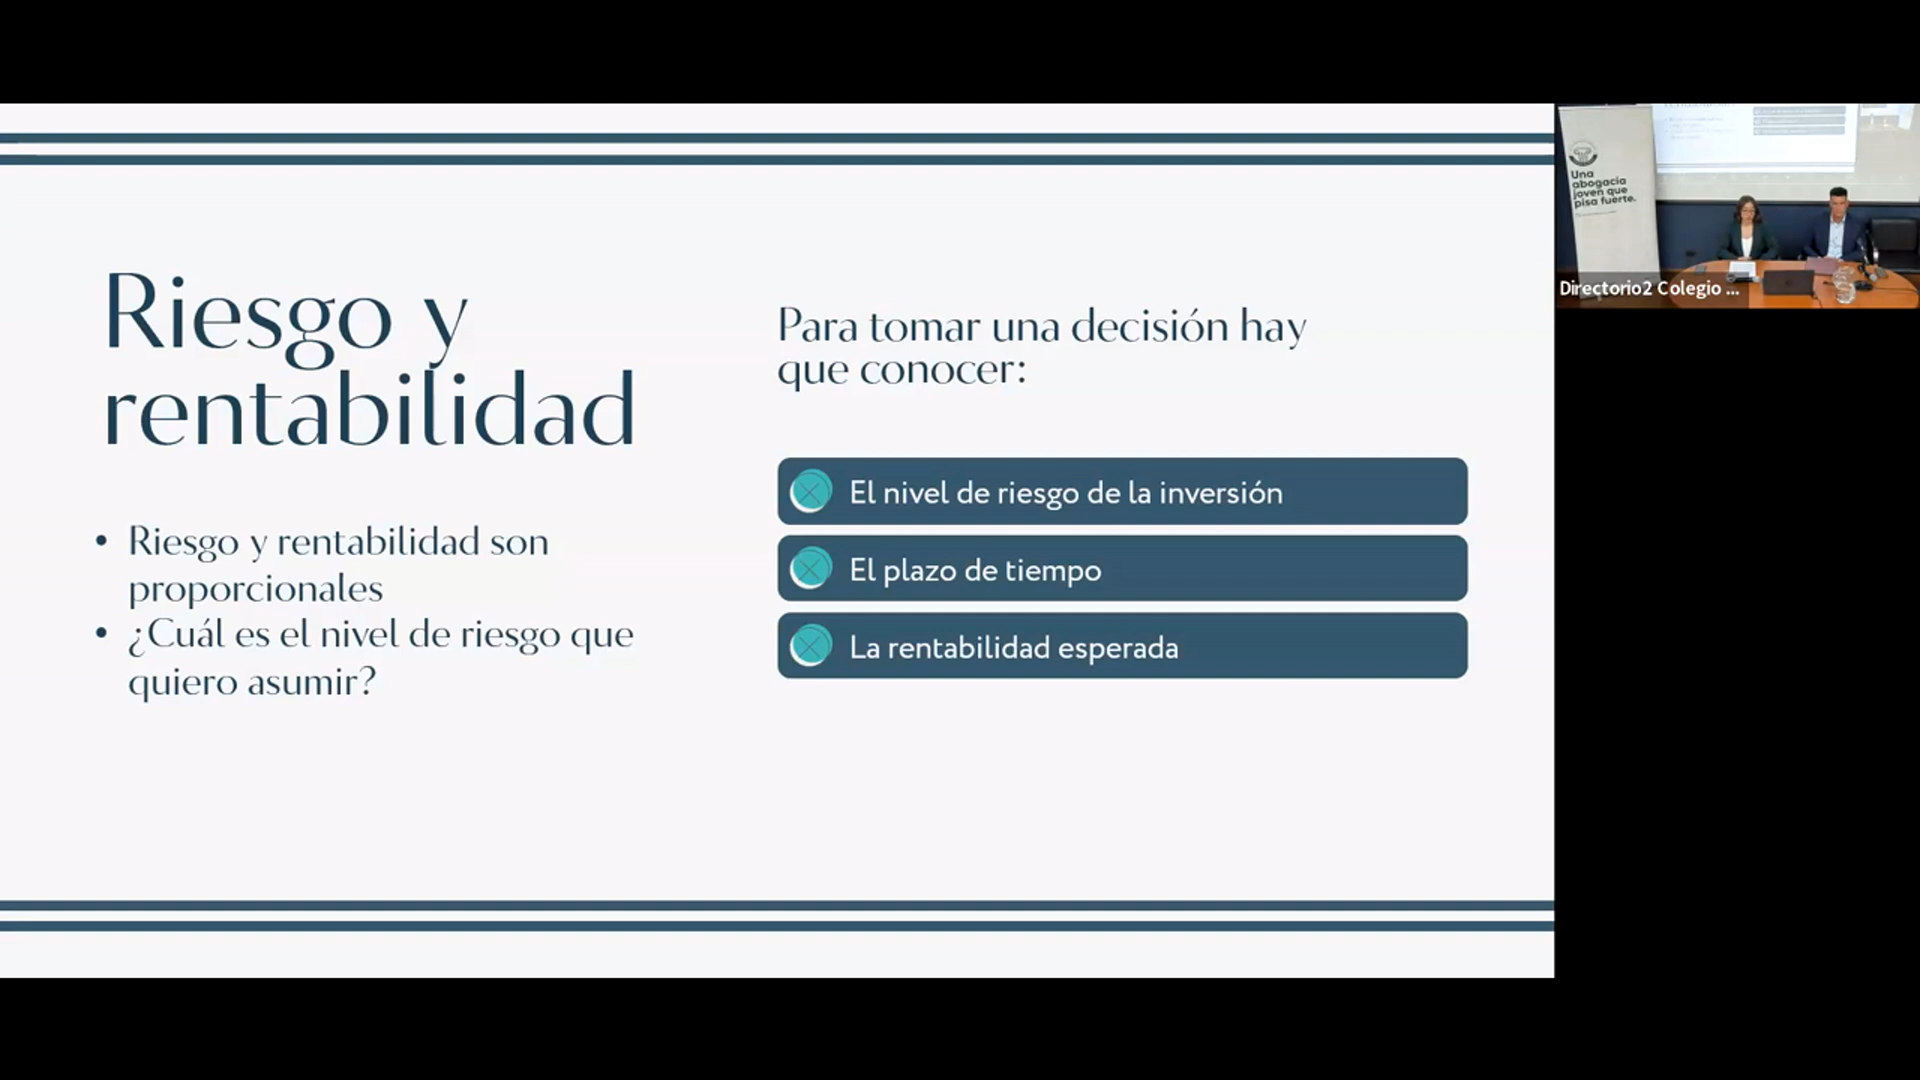 Riesgo y
rentabilidad
• Riesgo y rentabilidad son
proporcionales
• ¿Cuál es el nivel de riesgo que
quiero asumir?
Para tomar una decisión hay
que conocer:
El nivel de riesgo de la inversión
El plazo de tiempo
La rentabilidad esperada
Una
abogacía
joven que
pisa fuerte.
Directorio2 Colegio ...